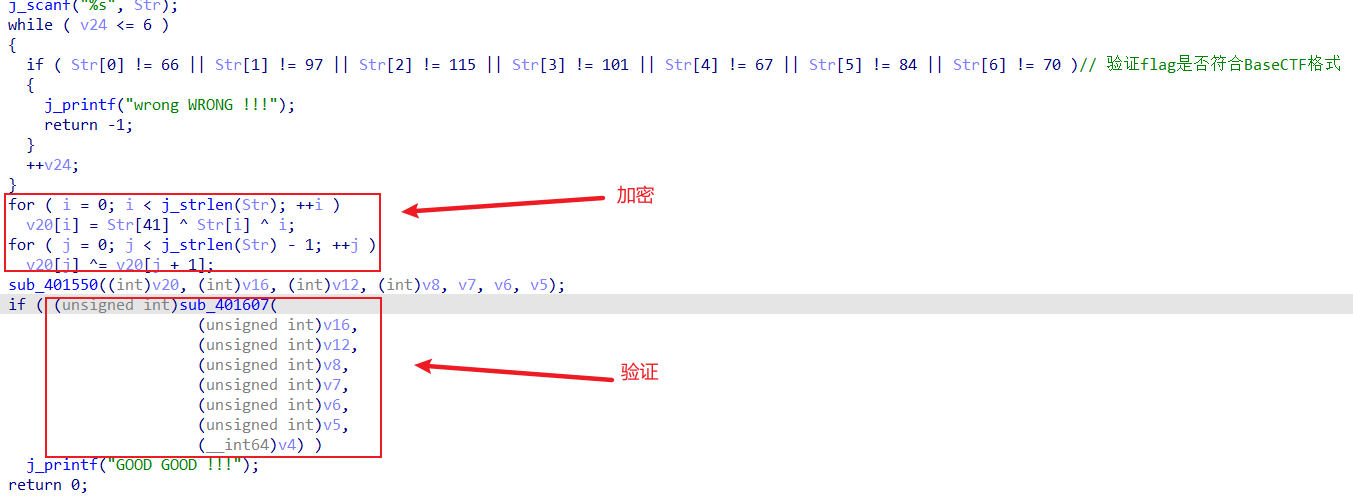 j_scanf("%s", Str);
while ( v24 <= 6 )
{
if ( Str[0] != 66 || Str[1] != 97 || Str[2] != 115 || Str[3] != 101 || Str[4] != 67 || Str[5] != 84 || Str[6] != 70 )// 验证flag是否符合BaseCTF格式
{
j_printf("wrong WRONG !!!");
return -1;
}
++v24;
}
for ( i = 0; i < j_strlen(Str); ++i )
加密
v20[i] = Str[41] ^ Str[i] ^ i;
for ( j = 0; j < j_strlen(Str) - 1; ++j )
v20[j] ^= v20[j + 1];
sub_401550((int)v20, (int)v16, (int)v12, (int)v8, v7, v6, v5);
if ( (unsigned int)sub_401607(
(unsigned int)v16,
(unsigned int)v12,
(unsigned int)v8,
验证
(unsigned int)v7,
(unsigned int)v6,
(unsigned int)v5,
(__int64)v4) )
j_printf("GOOD GOOD !!!");
return 0;